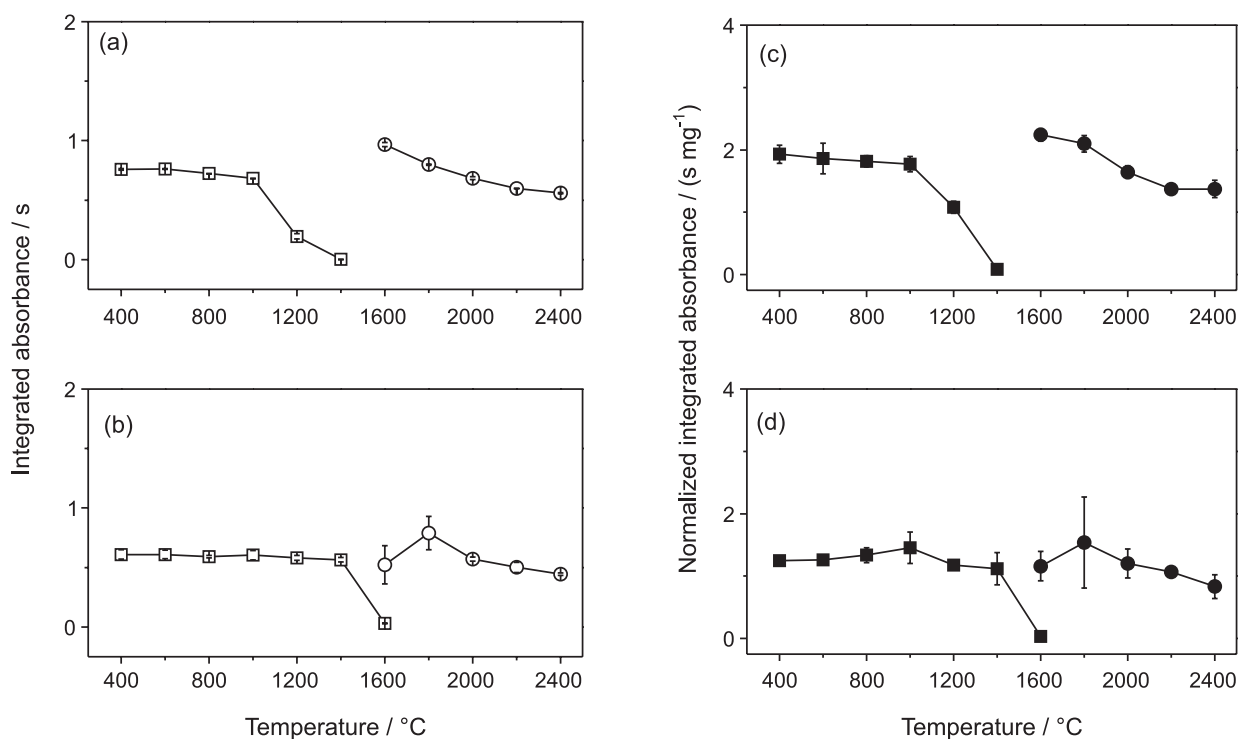 (a)
2
1
0
400 800 1200 1600 2000 2400
(b)
2
1
0
400 800 1200 1600 2000 2400
Integrated absorbance / s
Temperature / °C
(c)
4
2
0
400 800 1200 1600 2000 2400
(d)
4
2
0
400 800 1200 1600 2000 2400
Normalized integrated absorbance / (s mg⁻¹)
Temperature / °C